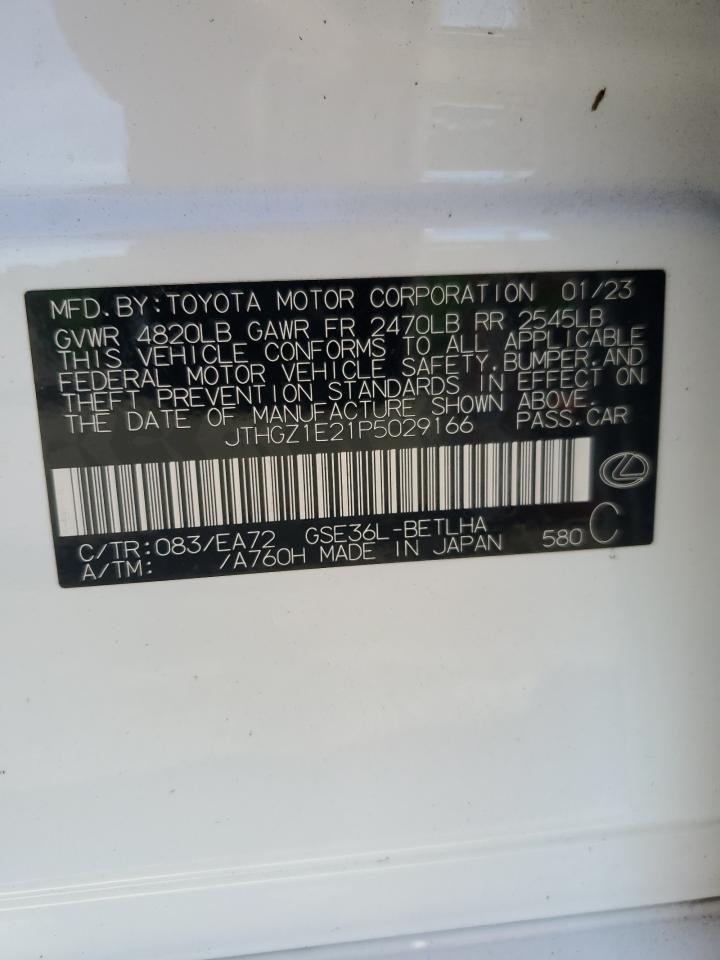 MFD.BY:TOYOTA MOTOR CORPORATION 01/23
GVWR 4820LB GAWR FR 2470LB RR 2545LB
THIS VEHICLE CONFORMS TO ALL APPLICABLE
FEDERAL MOTOR VEHICLE SAFETY,BUMPER,AND
THEFT PREVENTION STANDARDS IN EFFECT ON
THE DATE OF MANUFACTURE SHOWN ABOVE.
JTHGZ1E21P5029166 PASS.CAR
C/TR:083/EA72 GSE36L-BETLHA
A/TM: /A760H MADE IN JAPAN 580 C